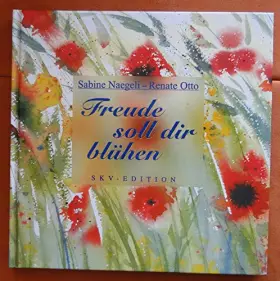 Sabine Naegeli – Renate Otto
Freude
soll dir
blühen
SKV-EDITION